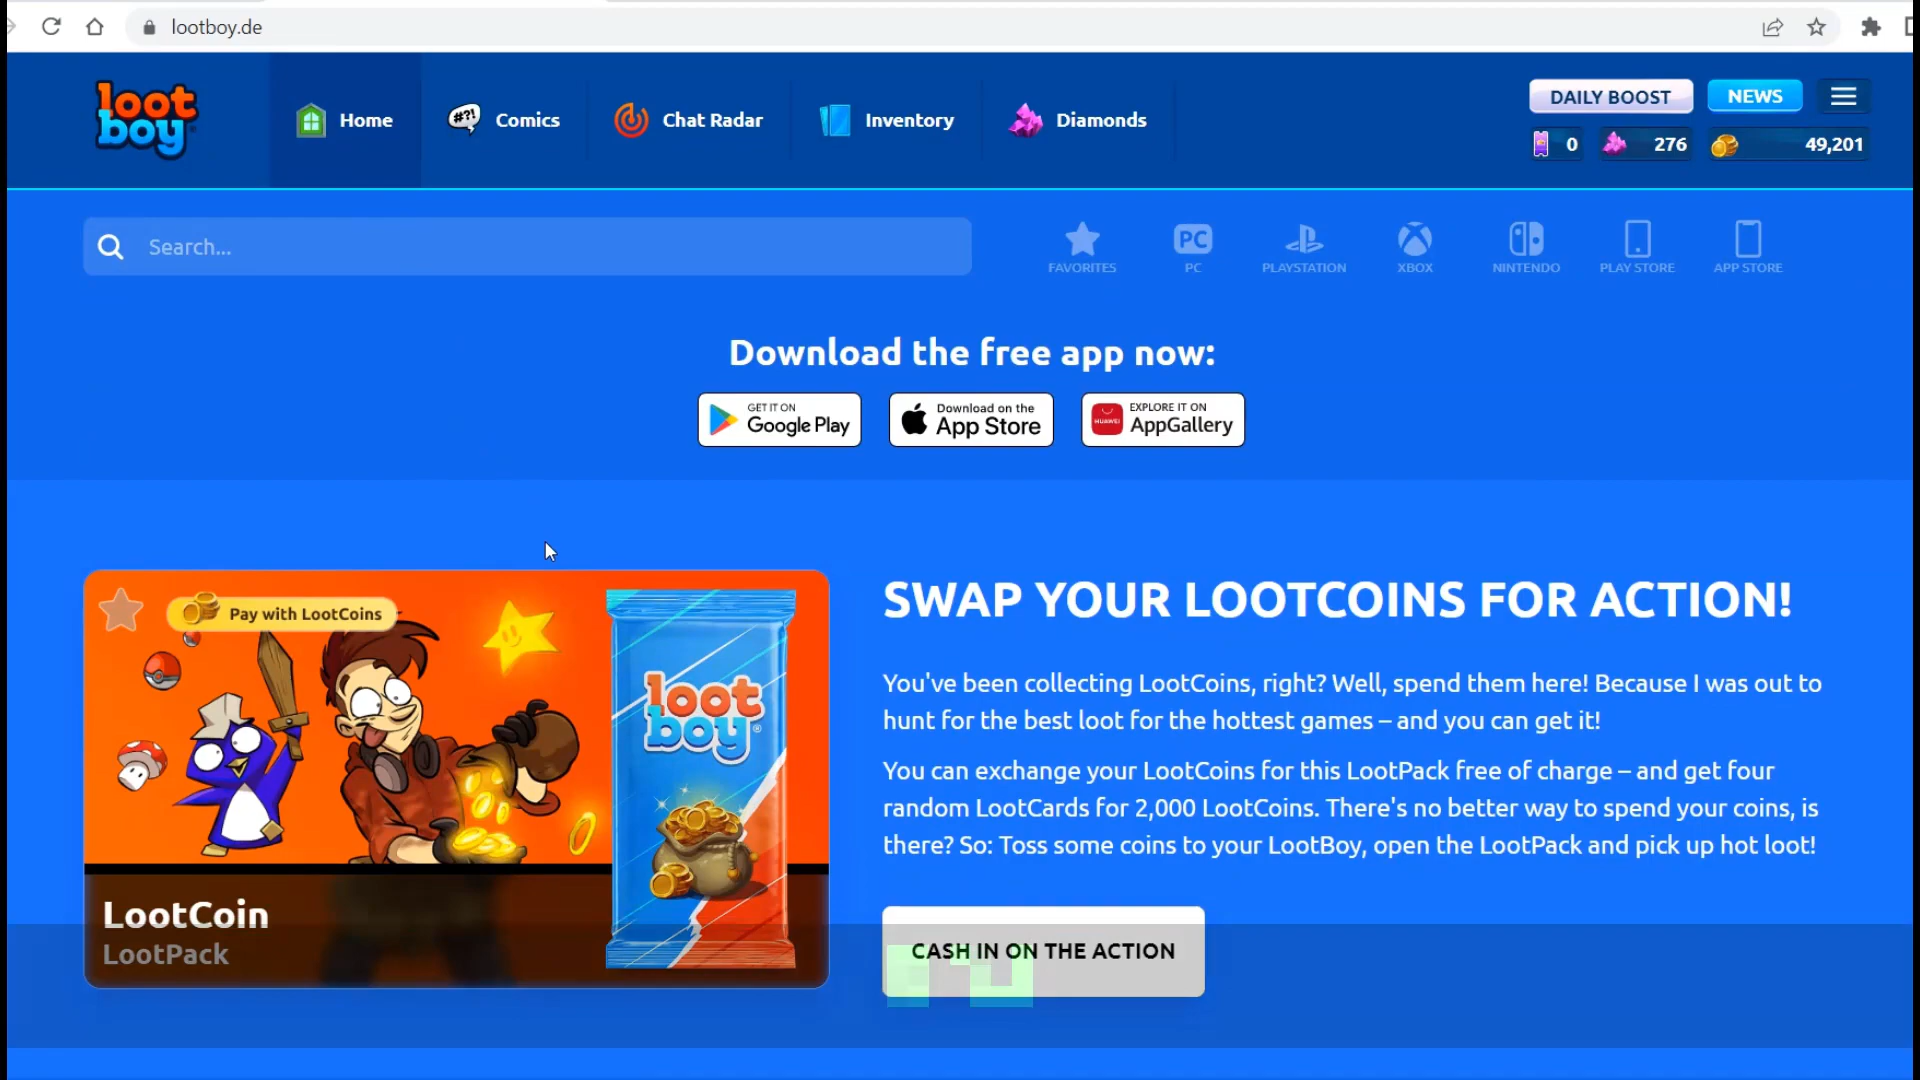 lootboy.de
loot
boy
Home
Comics
Chat Radar
Inventory
Diamonds
DAILY BOOST
NEWS
0
276
49,201
Search...
FAVORITES
PC
PC
PLAYSTATION
XBOX
NINTENDO
PLAY STORE
APP STORE
Download the free app now:
GET IT ON
Google Play
Download on the
App Store
HUAWEI
EXPLORE IT ON
AppGallery
Pay with LootCoins
loot
boy®
LootCoin
LootPack
SWAP YOUR LOOTCOINS FOR ACTION!
You've been collecting LootCoins, right? Well, spend them here! Because I was out to
hunt for the best loot for the hottest games – and you can get it!
You can exchange your LootCoins for this LootPack free of charge – and get four
random LootCards for 2,000 LootCoins. There's no better way to spend your coins, is
there? So: Toss some coins to your LootBoy, open the LootPack and pick up hot loot!
CASH IN ON THE ACTION